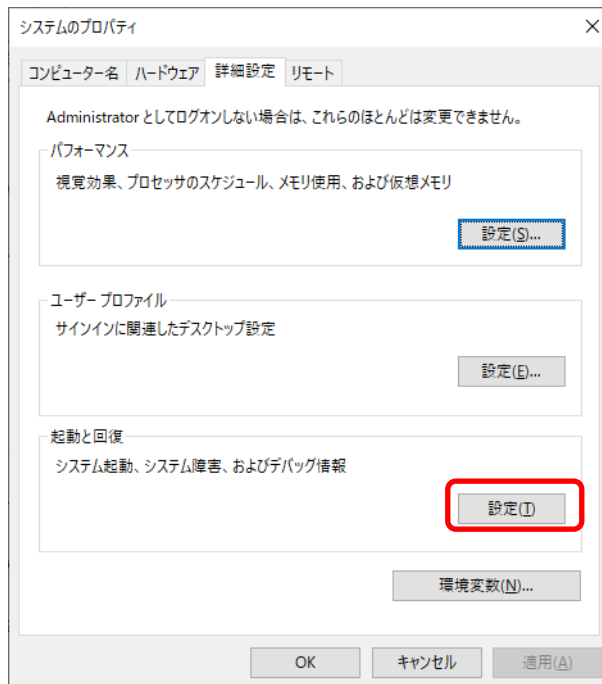 システムのプロパティ
コンピューター名 ハードウェア 詳細設定 リモート
Administrator としてログオンしない場合は、これらのほとんどは変更できません。
パフォーマンス
視覚効果、プロセッサのスケジュール、メモリ使用、および仮想メモリ
設定(S)...
ユーザー プロファイル
サインインに関連したデスクトップ設定
設定(E)...
起動と回復
システム起動、システム障害、およびデバッグ情報
設定(T)
環境変数(N)...
OK キャンセル 適用(A)